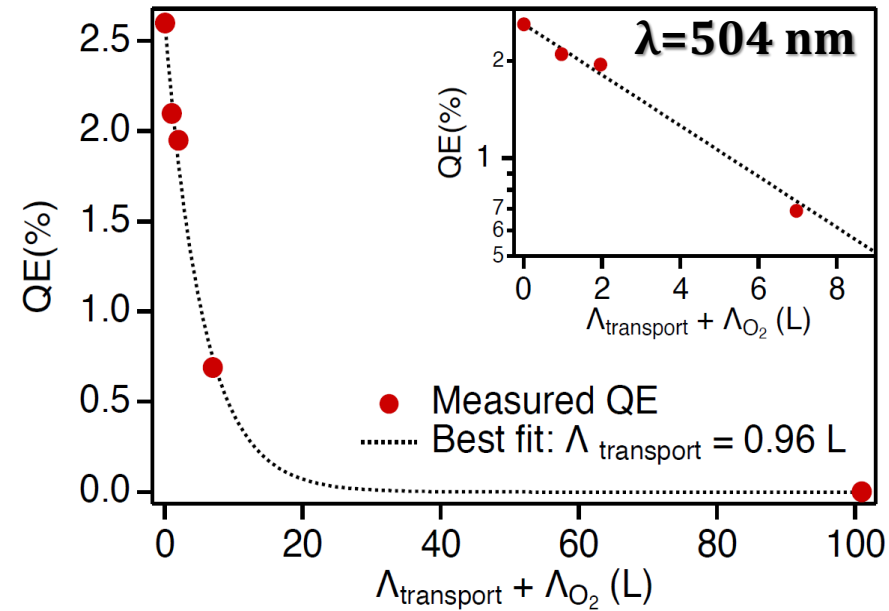 λ=504 nm
QE(%)
2
1
7
6
5
0 2 4 6 8
Λtransport + ΛO2 (L)
QE(%)
2.5
2.0
1.5
1.0
0.5
0.0
Measured QE
Best fit: Λ transport = 0.96 L
0 20 40 60 80 100
Λtransport + ΛO2 (L)